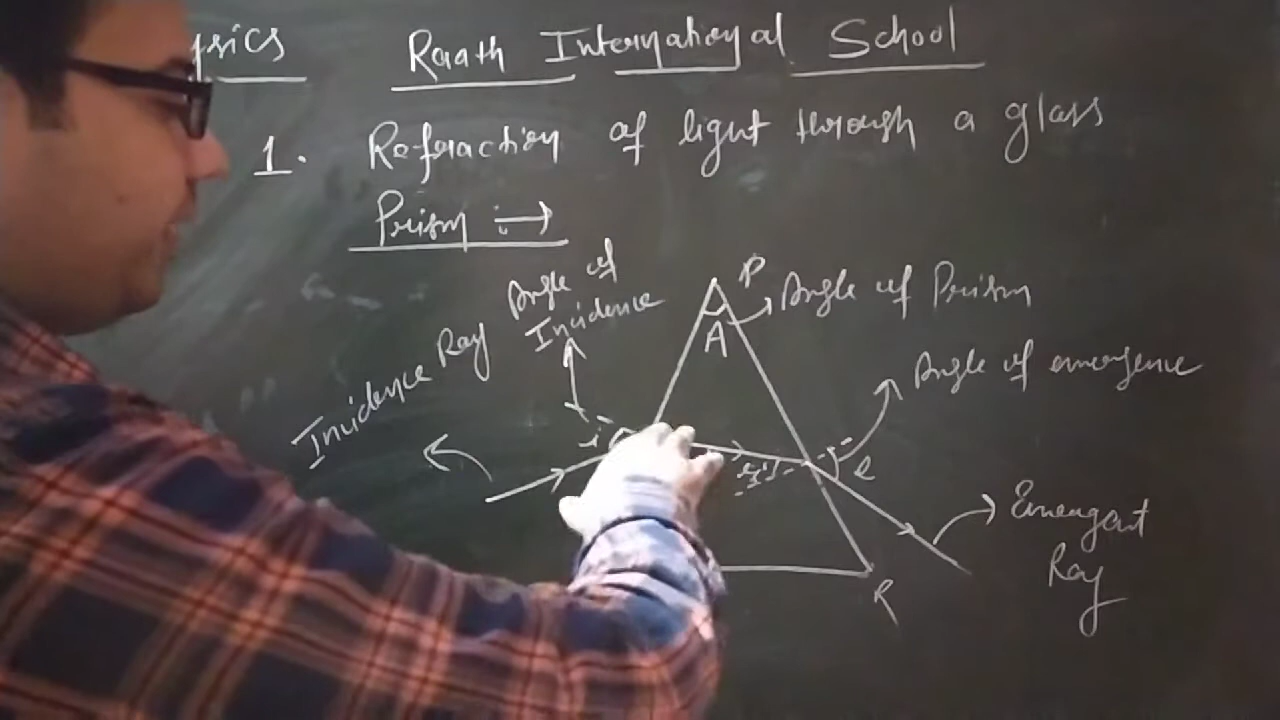 ysics Raath International School
1. Refraction of light through a glass
Prism :→
Angle of
Incidence
P
Angle of Prism
A
Incidence Ray
Angle of emergence
i
e
Emergent
Ray
R